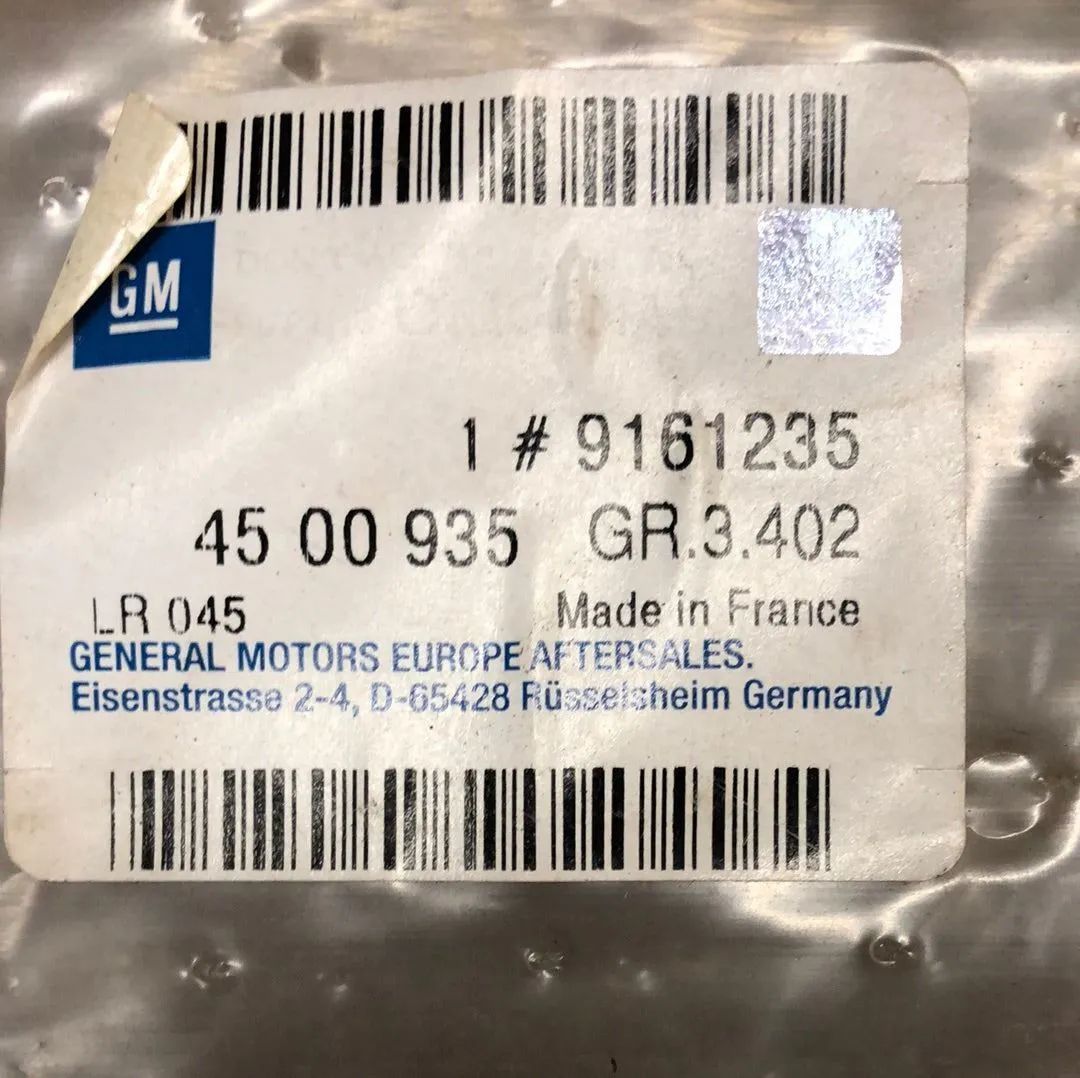 GM
1 # 9161235
45 00 935 GR.3.402
LR 045 Made in France
GENERAL MOTORS EUROPE AFTERSALES.
Eisenstrasse 2-4, D-65428 Rüsselsheim Germany